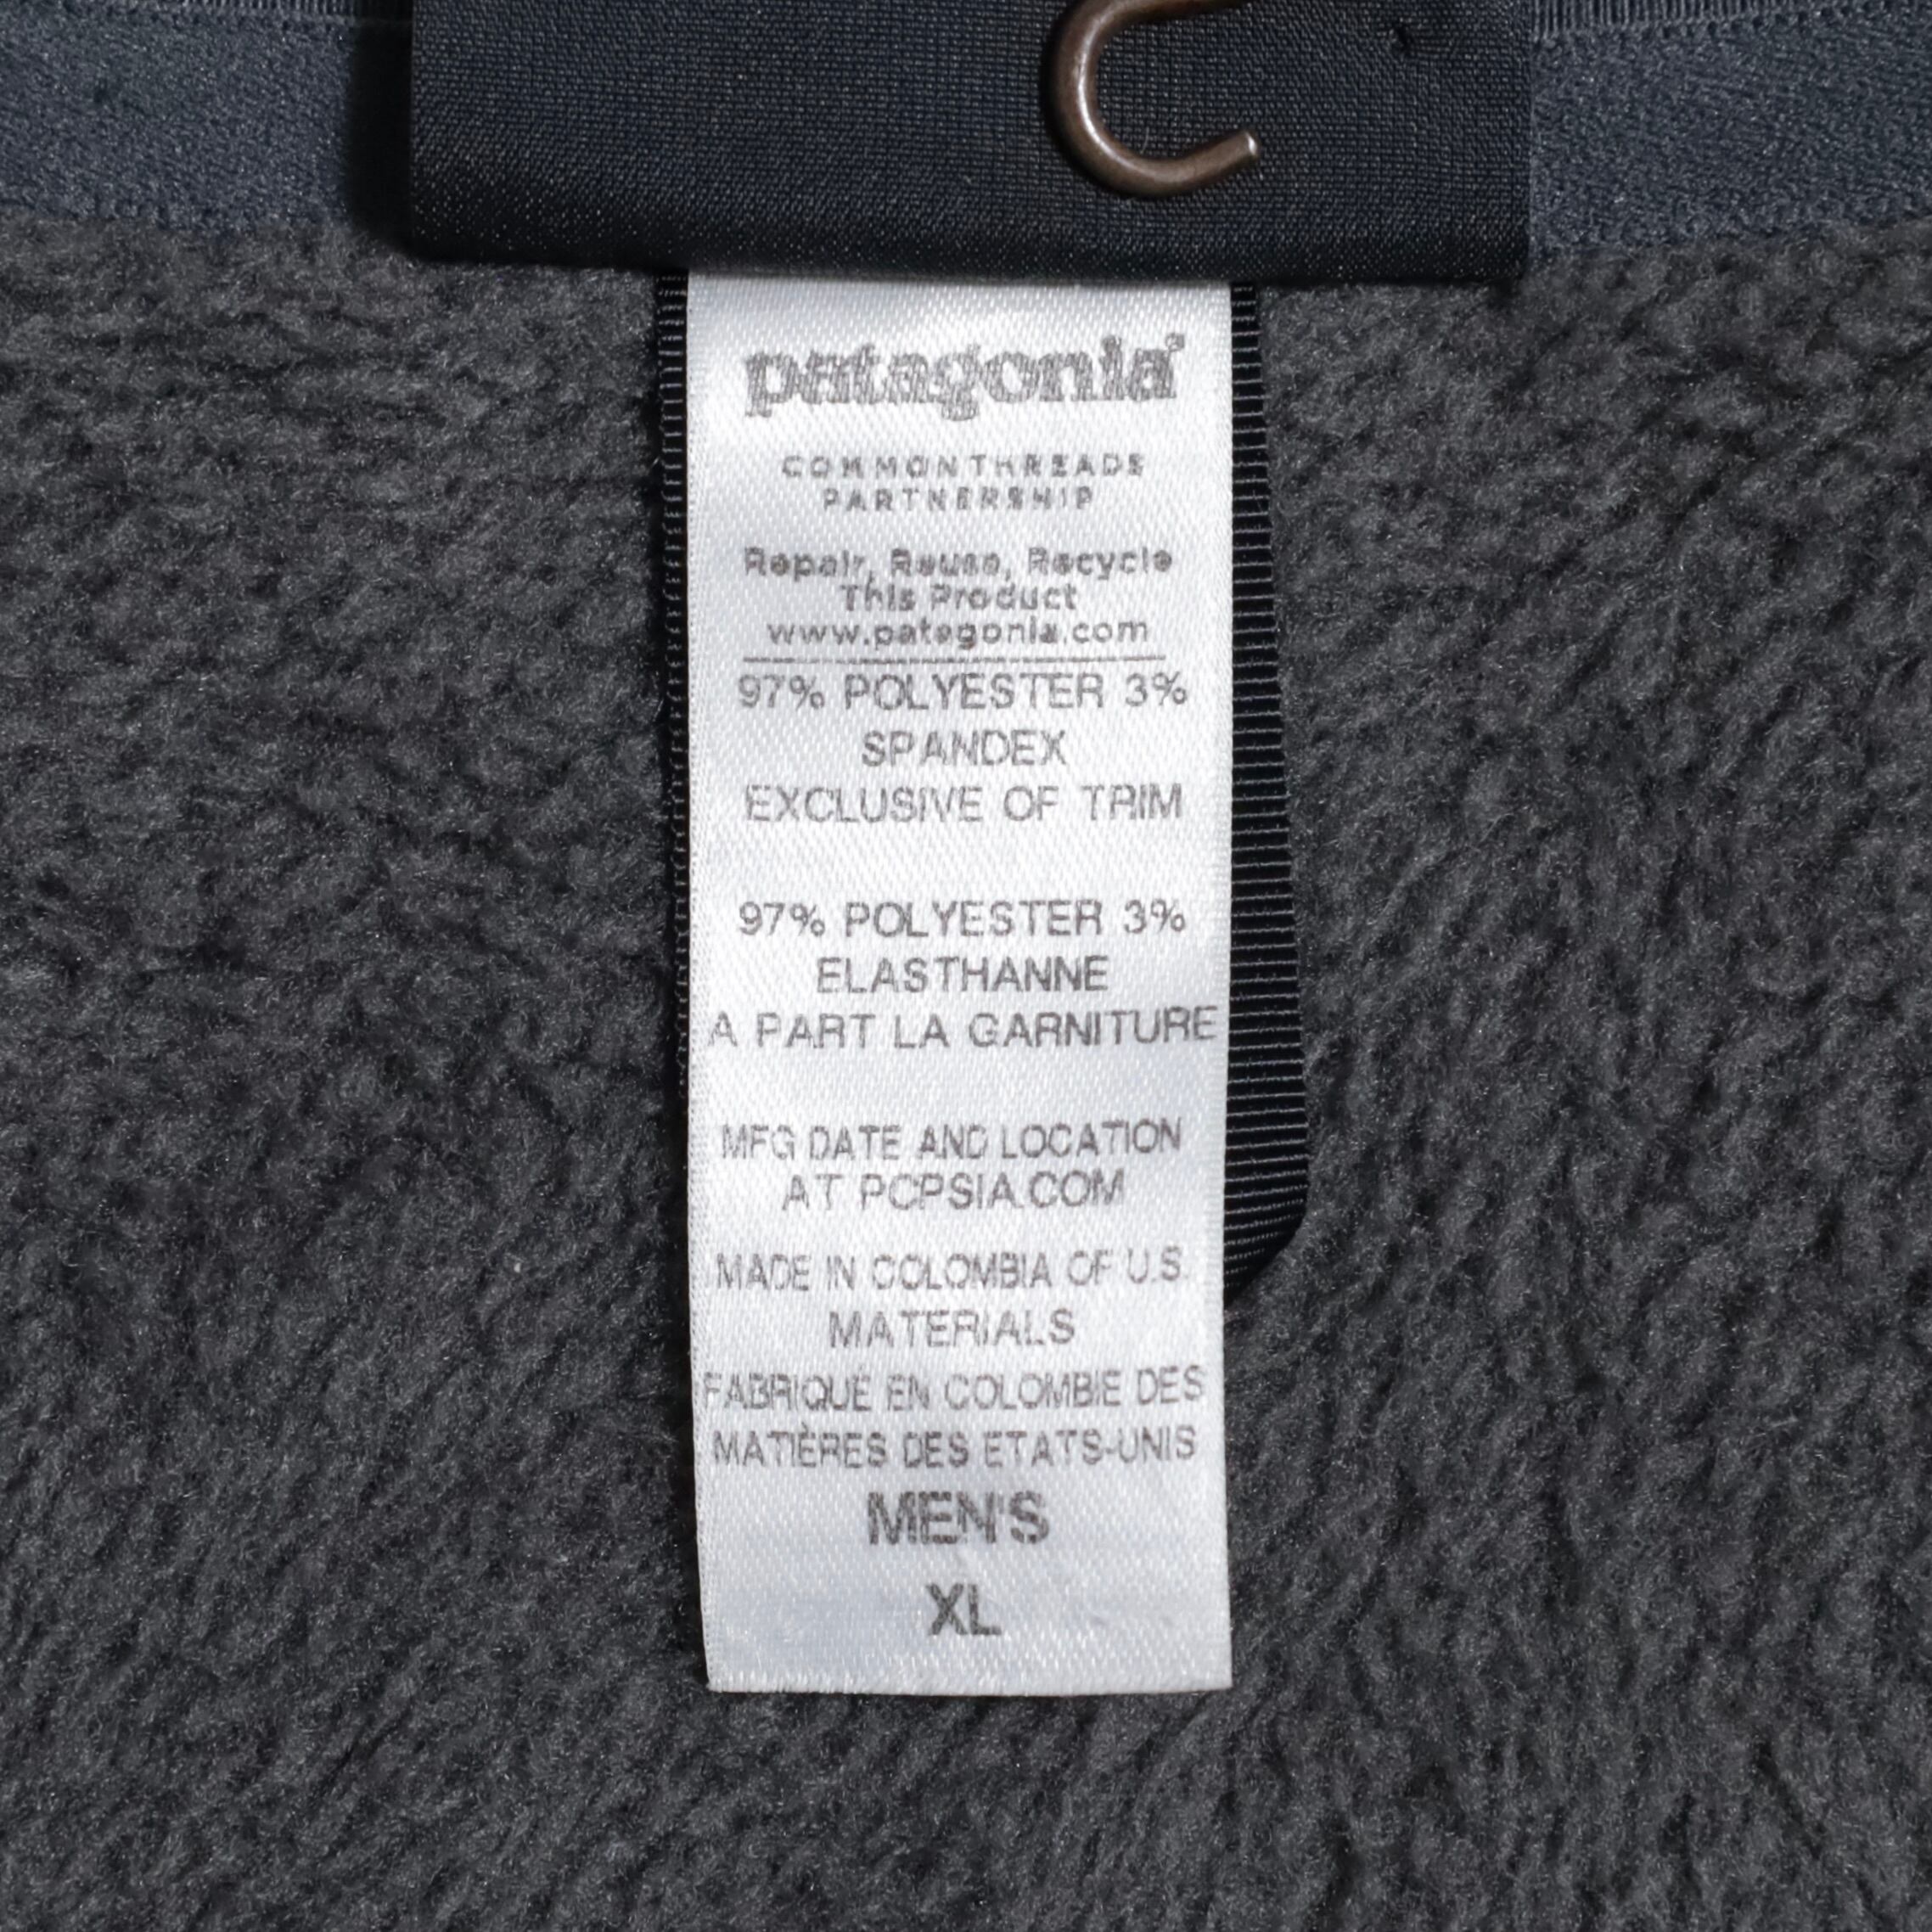 patagonia®
COMMON THREADS
PARTNERSHIP
Repair, Reuse, Recycle
This Product
www.patagonia.com
97% POLYESTER 3%
SPANDEX
EXCLUSIVE OF TRIM
97% POLYESTER 3%
ELASTHANNE
A PART LA GARNITURE
MFG DATE AND LOCATION
AT PCPSIA.COM
MADE IN COLOMBIA OF U.S.
MATERIALS
FABRIQUÉ EN COLOMBIE DES
MATIÈRES DES ETATS-UNIS
MEN'S
XL